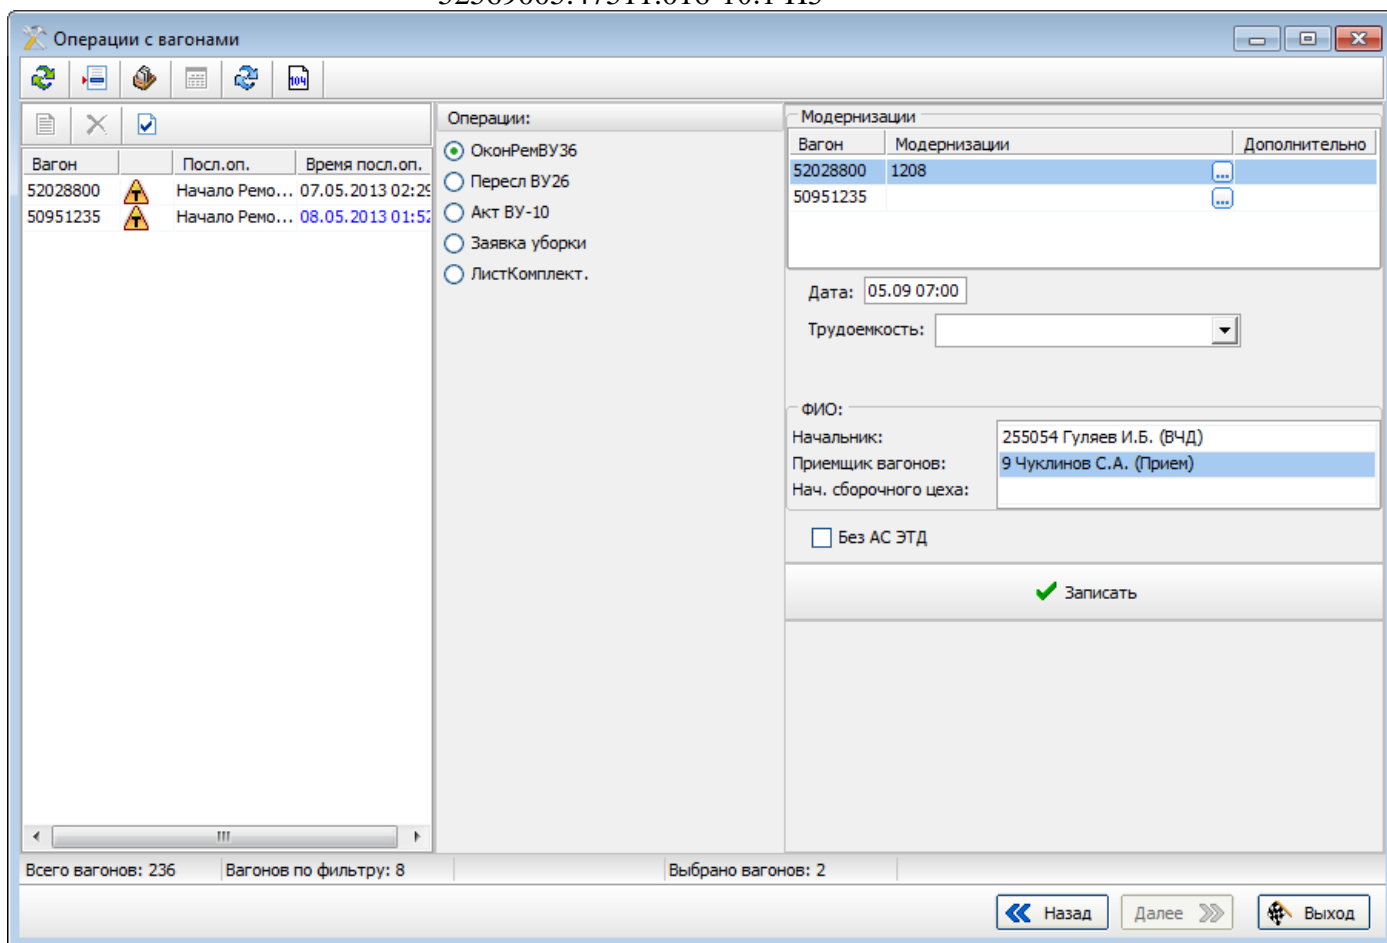 Операции с вагонами
104
Операции:
Модернизации
Вагон Посл.оп. Время посл.оп.
52028800 Начало Ремо... 07.05.2013 02:29
50951235 Начало Ремо... 08.05.2013 01:52
ОконРемВУ36
Пересл ВУ26
Акт ВУ-10
Заявка уборки
ЛистКомплект.
Вагон Модернизации Дополнительно
52028800 1208 ...
50951235 ...
Дата: 05.09 07:00
Трудоемкость:
ФИО:
Начальник: 255054 Гуляев И.Б. (ВЧД)
Приемщик вагонов: 9 Чуклинов С.А. (Прием)
Нач. сборочного цеха:
Без АС ЭТД
Записать
Всего вагонов: 236 Вагонов по фильтру: 8 Выбрано вагонов: 2
Назад Далее Выход